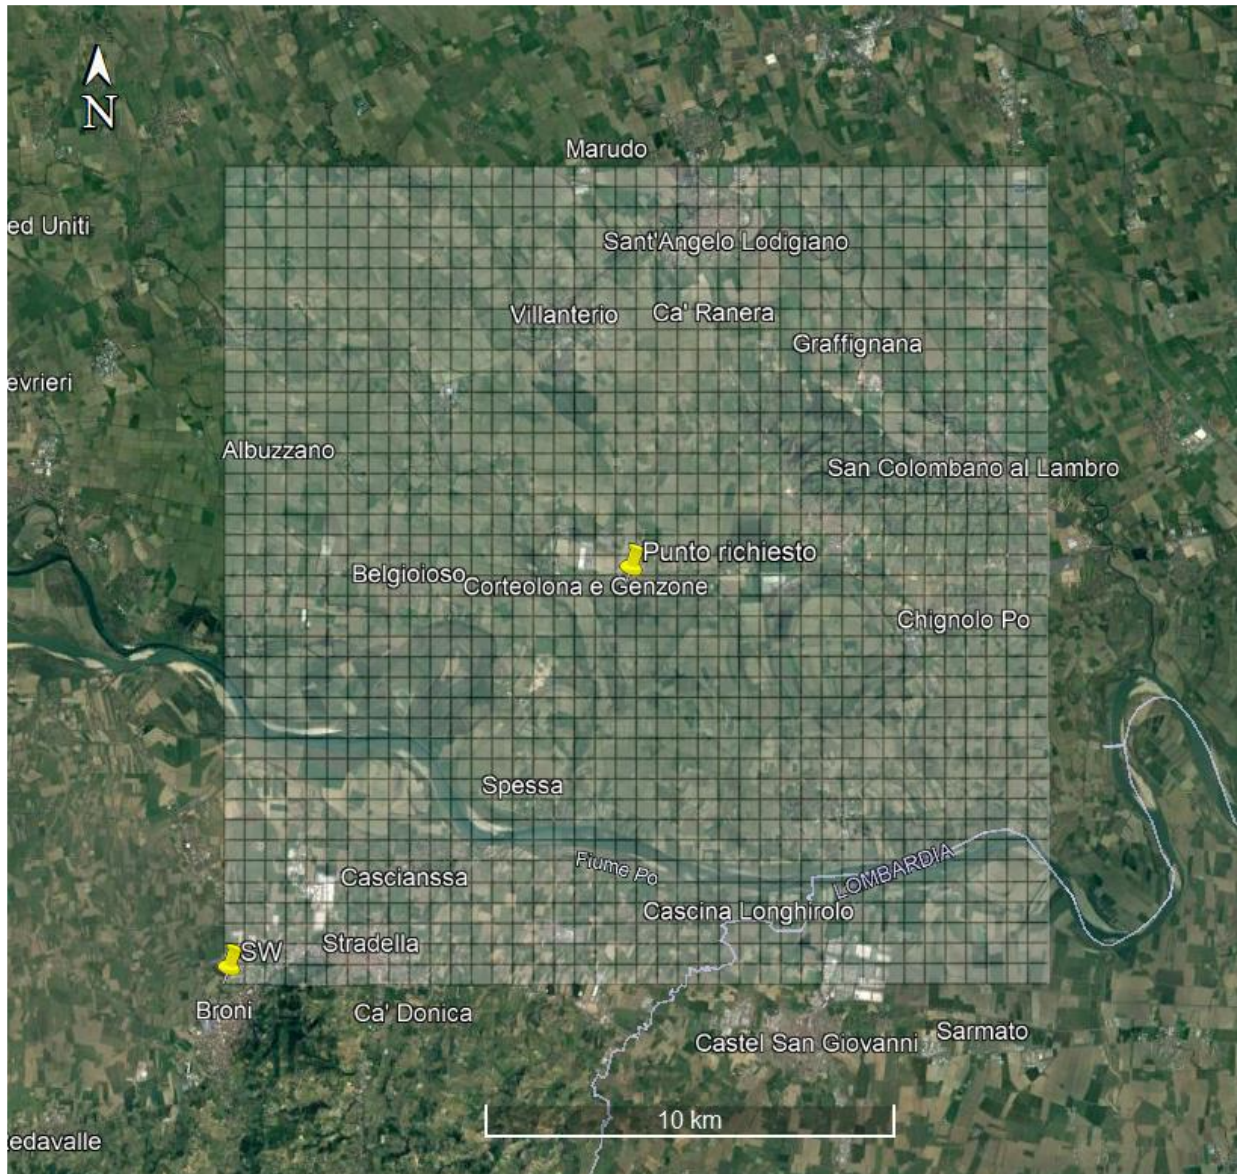 N
Marudo
ed Uniti
Sant'Angelo Lodigiano
Villanterio
Ca' Ranera
Graffignana
evrieri
Albuzzano
San Colombano al Lambro
Punto richiesto
Belgioioso
Corteolona e Genzone
Chignolo Po
Spessa
Fiume Po
LOMBARDIA
Cascianssa
Cascina Longhirolo
Stradella
SW
Broni
Ca' Donica
Castel San Giovanni
Sarmato
10 km
edavalle